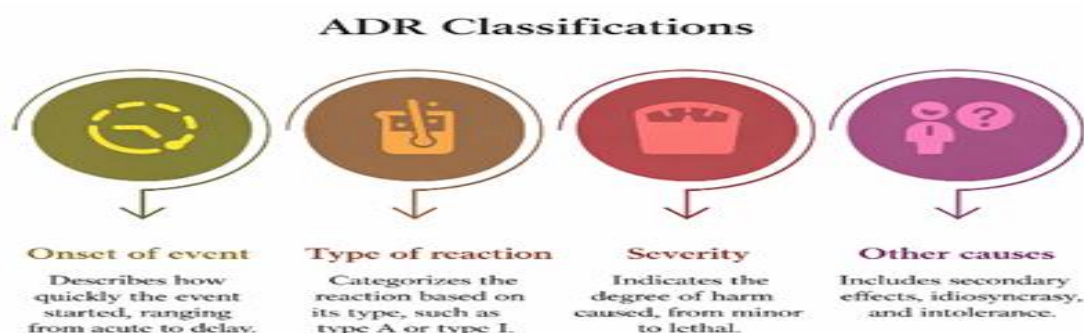 ADR Classifications
Onset of event
Describes how
quickly the event
started, ranging
from acute to delay.
Type of reaction
Categorizes the
reaction based on
its type, such as
type A or type I.
Severity
Indicates the
degree of harm
caused, from minor
to lethal.
Other causes
Includes secondary
effects, idiosyncrasy,
and intolerance.
?